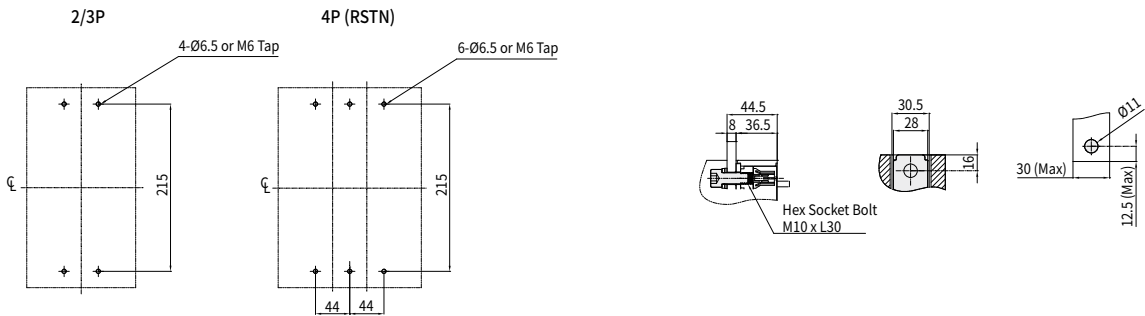 2/3P
4P (RSTN)
4-Ø6.5 or M6 Tap
6-Ø6.5 or M6 Tap
℄
215
℄
215
44
44
44.5
8
36.5
Hex Socket Bolt
M10 x L30
30.5
28
16
Ø11
30 (Max)
12.5 (Max)